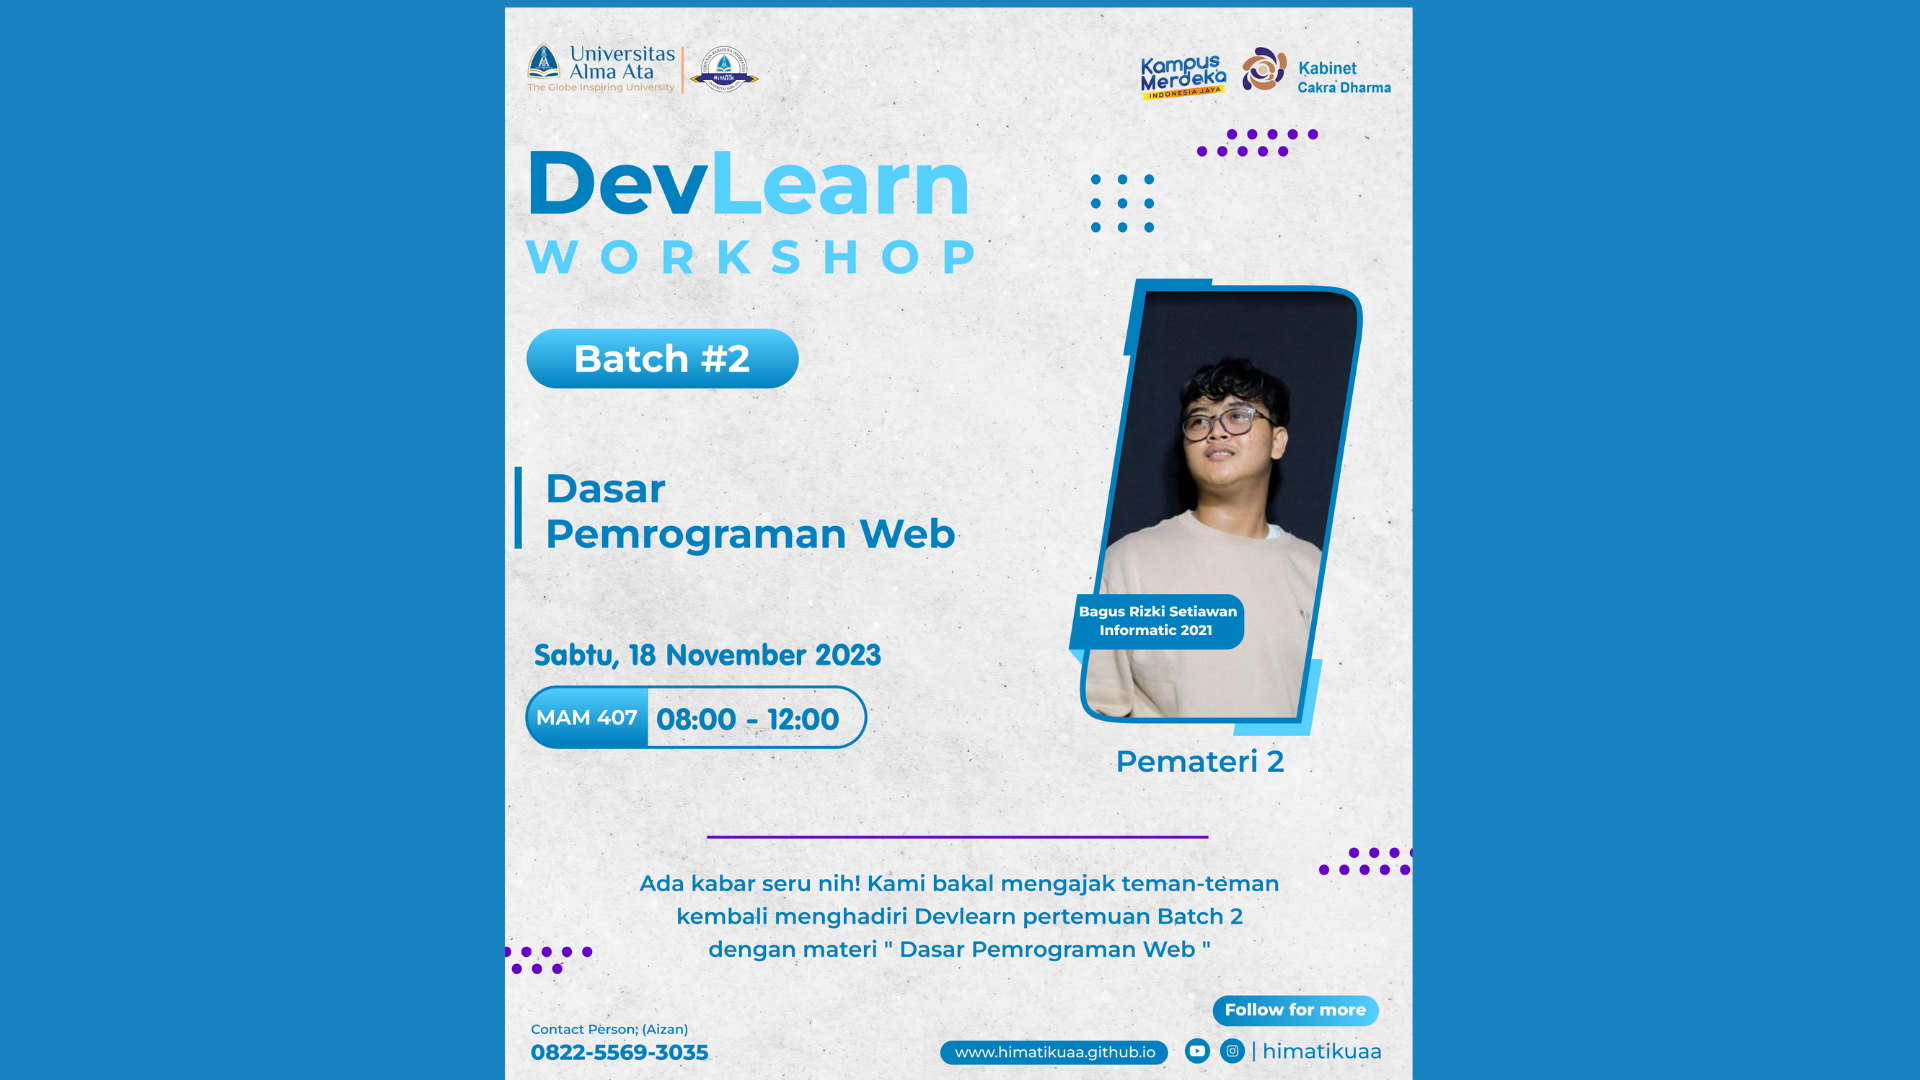 Universitas
Alma Ata
The Globe Inspiring University
HIMATIK
Kampus
Merdeka
INDONESIA JAYA
Kabinet
Cakra Dharma
DevLearn
WORKSHOP
Batch #2
Dasar
Pemrograman Web
Bagus Rizki Setiawan
Informatic 2021
Sabtu, 18 November 2023
MAM 407
08:00 - 12:00
Pemateri 2
Ada kabar seru nih! Kami bakal mengajak teman-teman
kembali menghadiri Devlearn pertemuan Batch 2
dengan materi " Dasar Pemrograman Web "
Follow for more
Contact Person; (Aizan)
0822-5569-3035
www.himatikuaa.github.io
| himatikuaa